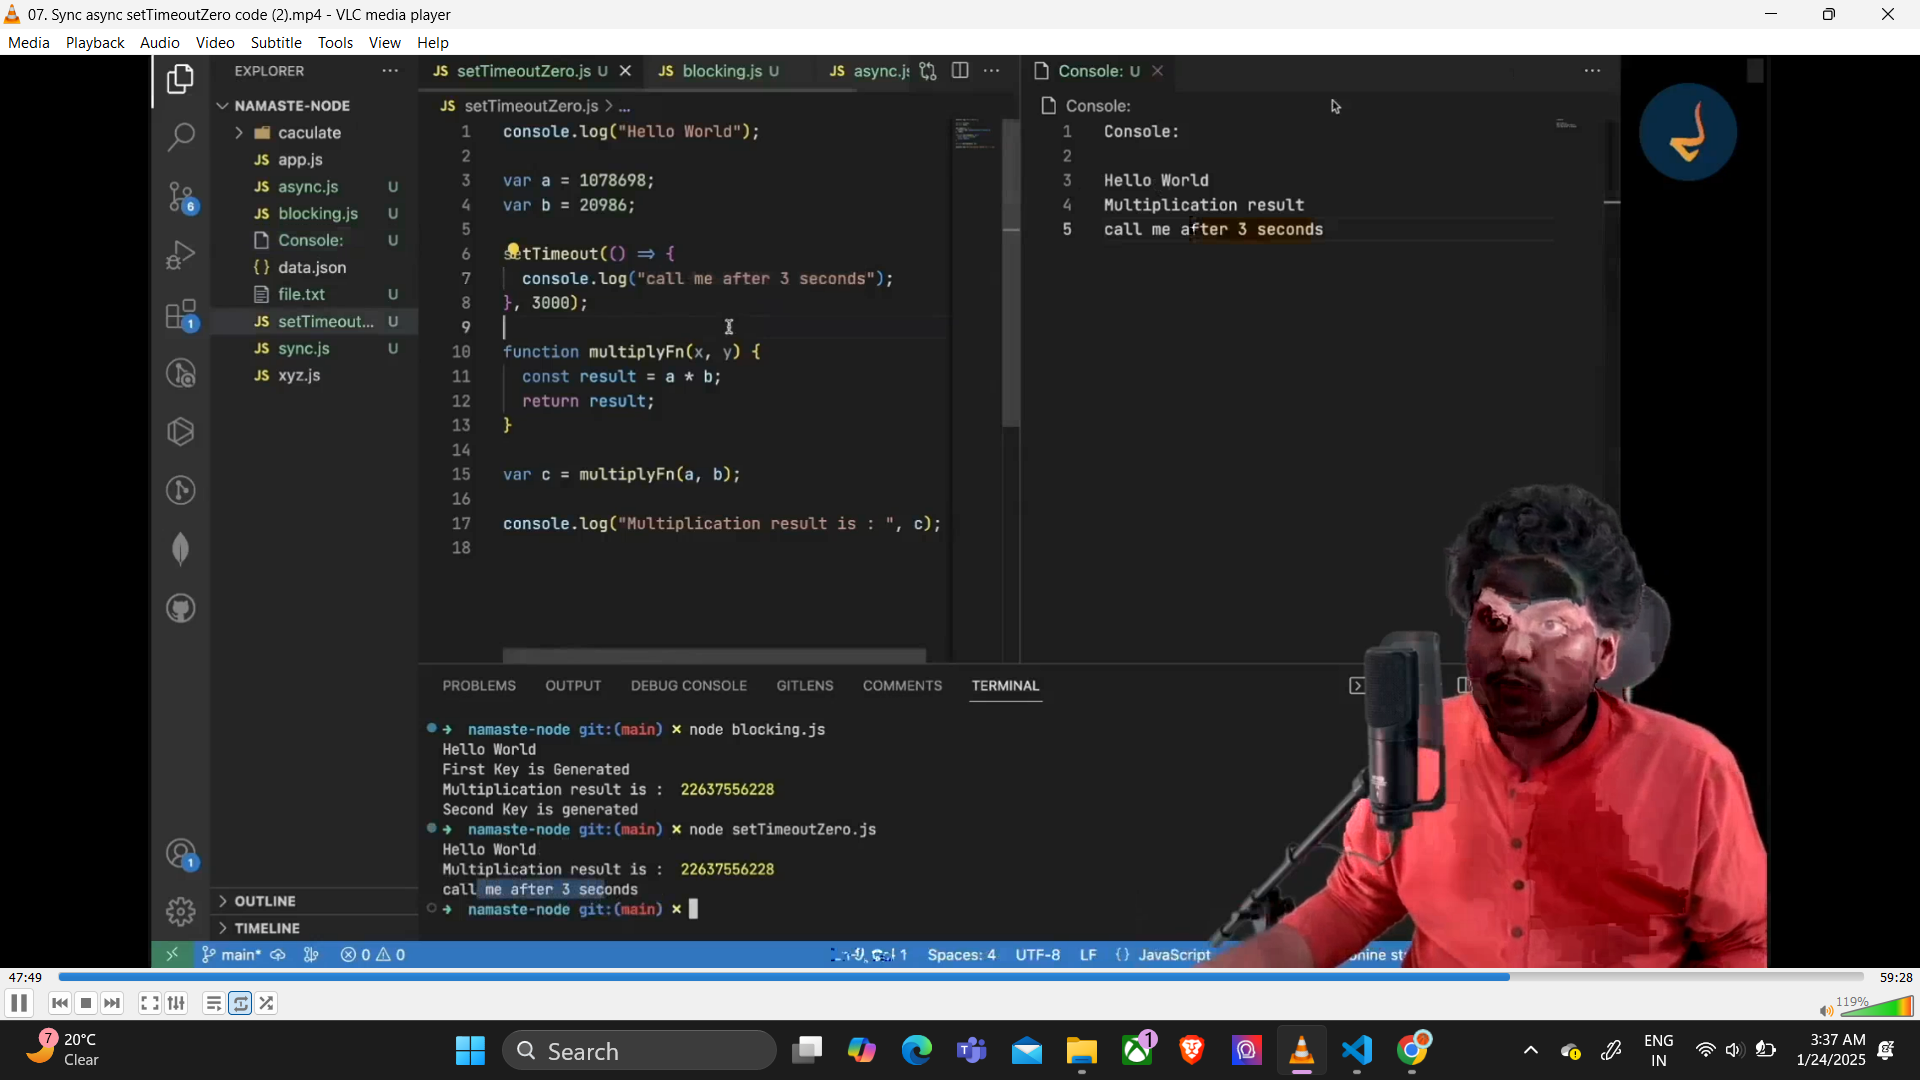 07. Sync async setTimeoutZero code (2).mp4 - VLC media player
Media Playback Audio Video Subtitle Tools View Help
EXPLORER
NAMASTE-NODE
caculate
JS app.js
JS async.js U
JS blocking.js U
Console: U
{} data.json
file.txt U
JS setTimeout... U
JS sync.js U
JS xyz.js
6
1
1
OUTLINE
TIMELINE
JS setTimeoutZero.js U
JS blocking.js U
JS async.js
JS setTimeoutZero.js > ...
1 console.log("Hello World");
2
3 var a = 1078698;
4 var b = 20986;
5
6 setTimeout(() => {
7 console.log("call me after 3 seconds");
8 }, 3000);
9
10 function multiplyFn(x, y) {
11 const result = a * b;
12 return result;
13 }
14
15 var c = multiplyFn(a, b);
16
17 console.log("Multiplication result is : ", c);
18
Console: U
Console:
1 Console:
2
3 Hello World
4 Multiplication result
5 call me after 3 seconds
PROBLEMS OUTPUT DEBUG CONSOLE GITLENS COMMENTS TERMINAL
➜ namaste-node git:(main) × node blocking.js
Hello World
First Key is Generated
Multiplication result is : 22637556228
Second Key is generated
➜ namaste-node git:(main) × node setTimeoutZero.js
Hello World
Multiplication result is : 22637556228
call me after 3 seconds
➜ namaste-node git:(main) ×
main* 0 0 Spaces: 4 UTF-8 LF {} JavaScript
47:49 59:28
119%
7
20°C
Clear
Search
1
ENG
IN
3:37 AM
1/24/2025